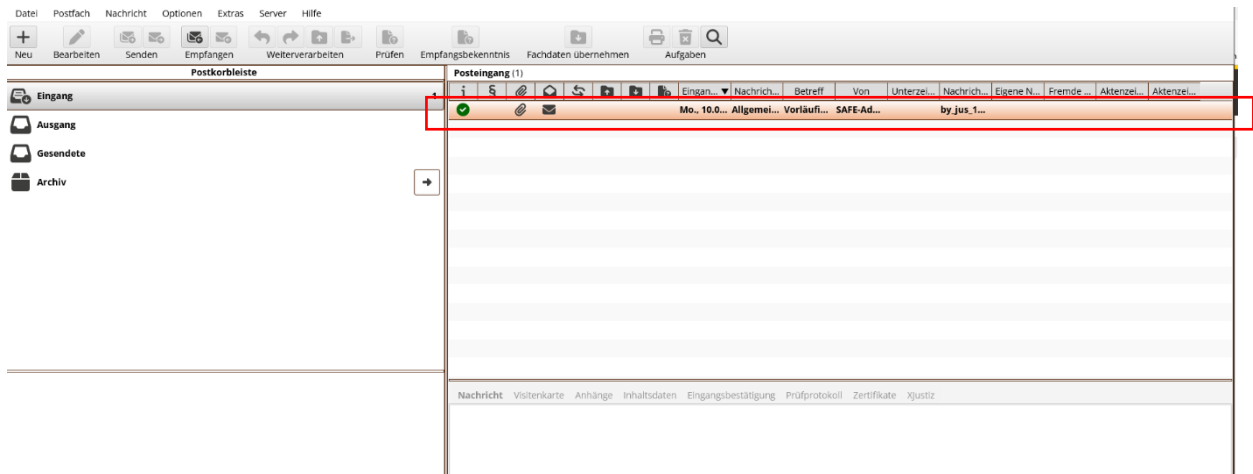 Datei Postfach Nachricht Optionen Extras Server Hilfe
Neu Bearbeiten Senden Empfangen Weiterverarbeiten Prüfen Empfangsbekenntnis Fachdaten übernehmen Aufgaben
Postkorbleiste
Eingang 1
Ausgang
Gesendete
Archiv
Posteingang (1)
i § Eingan... ▼ Nachrich... Betreff Von Unterzei... Nachrich... Eigene N... Fremde ... Aktenzei... Aktenzei...
Mo., 10.0... Allgemei... Vorläufi... SAFE-Ad... by_jus_1...
Nachricht Visitenkarte Anhänge Inhaltsdaten Eingangsbestätigung Prüfprotokoll Zertifikate XJustiz